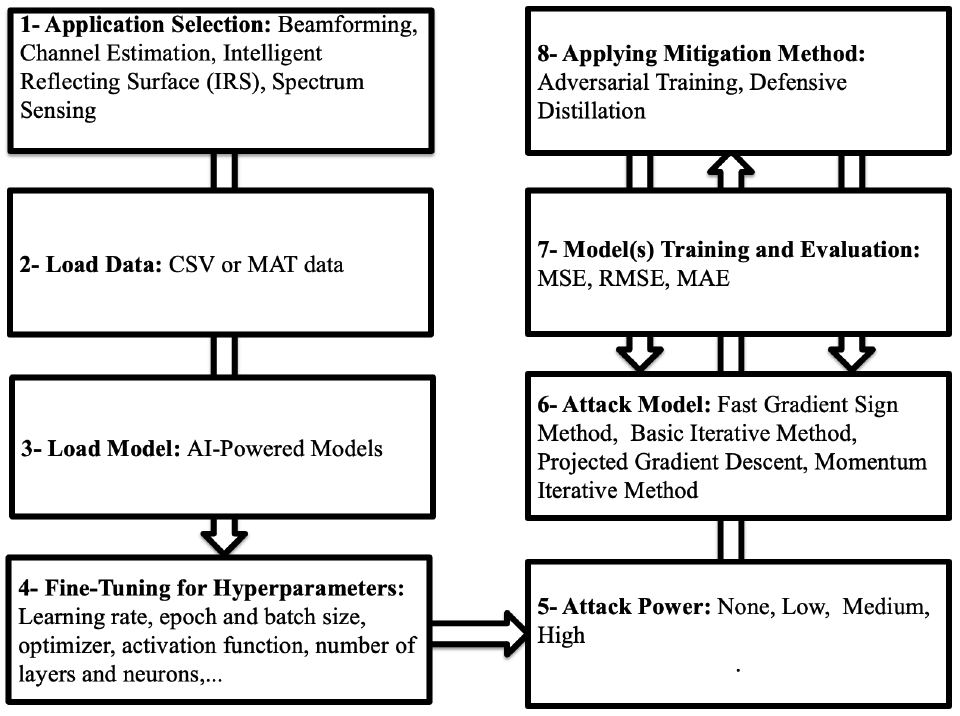 1- Application Selection: Beamforming,
Channel Estimation, Intelligent
Reflecting Surface (IRS), Spectrum
Sensing
2- Load Data: CSV or MAT data
3- Load Model: AI-Powered Models
4- Fine-Tuning for Hyperparameters:
Learning rate, epoch and batch size,
optimizer, activation function, number of
layers and neurons,...
5- Attack Power: None, Low,  Medium,
High
.
6- Attack Model: Fast Gradient Sign
Method,  Basic Iterative Method,
Projected Gradient Descent, Momentum
Iterative Method
7- Model(s) Training and Evaluation:
MSE, RMSE, MAE
8- Applying Mitigation Method:
Adversarial Training, Defensive
Distillation